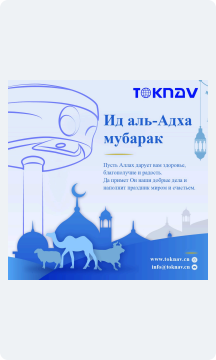 TOKNAV
Ид аль-Адха
мубарак
Пусть Аллах дарует вам здоровье,
благополучие и радость.
Да примет Он наши добрые дела и
наполнит праздник миром и счастьем.
www.toknav.cn
info@toknav.cn